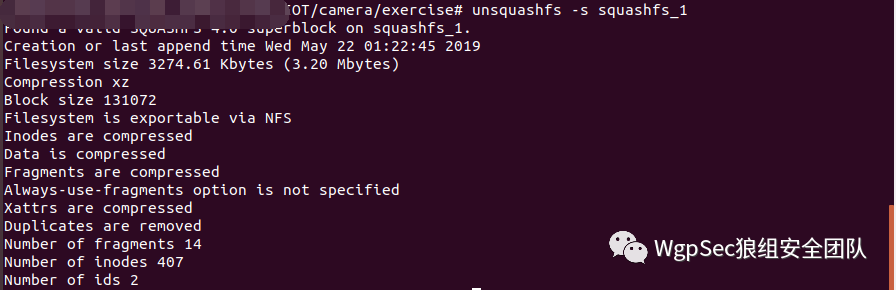 IOT/camera/exercise# unsquashfs -s squashfs_1
Found a valid SQUASHFS 4.0 superblock on squashfs_1.
Creation or last append time Wed May 22 01:22:45 2019
Filesystem size 3274.61 Kbytes (3.20 Mbytes)
Compression xz
Block size 131072
Filesystem is exportable via NFS
Inodes are compressed
Data is compressed
Fragments are compressed
Always-use-fragments option is not specified
Xattrs are compressed
Duplicates are removed
Number of fragments 14
Number of inodes 407
Number of ids 2
WgpSec狼组安全团队